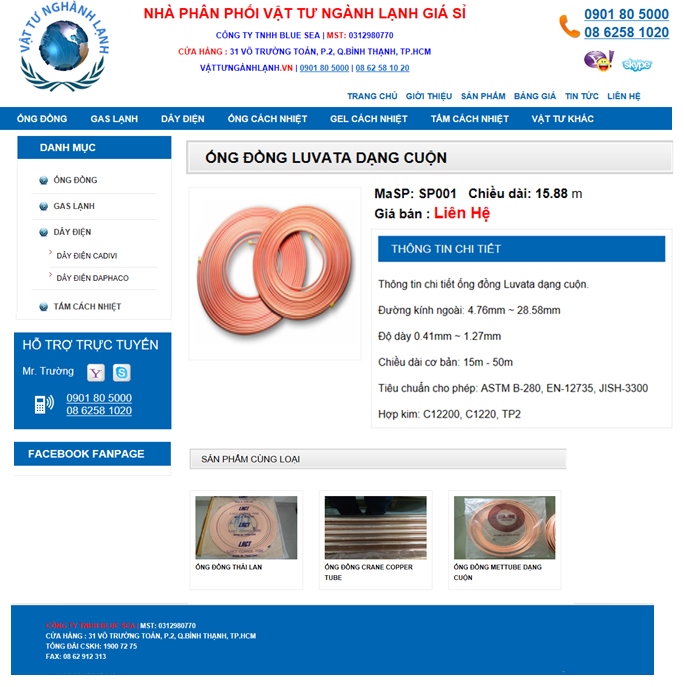 VẬT TƯ NGHÀNH LẠNH
NHÀ PHÂN PHỐI VẬT TƯ NGÀNH LẠNH GIÁ SỈ
CÔNG TY TNHH BLUE SEA | MST: 0312980770
CỬA HÀNG : 31 VÕ TRƯỜNG TOẢN, P.2, Q.BÌNH THẠNH, TP.HCM
VẬTTƯNGÀNHLẠNH.VN | 0901 80 5000 | 08 62 58 10 20
0901 80 5000
08 6258 1020
skype
TRANG CHỦ GIỚI THIỆU SẢN PHẨM BẢNG GIÁ TIN TỨC LIÊN HỆ
ỐNG ĐỒNG GAS LẠNH DÂY ĐIỆN ỐNG CÁCH NHIỆT GEL CÁCH NHIỆT TẤM CÁCH NHIỆT VẬT TƯ KHÁC
DANH MỤC
ỐNG ĐỒNG
GAS LẠNH
DÂY ĐIỆN
DÂY ĐIỆN CADIVI
DÂY ĐIỆN DAPHACO
TẤM CÁCH NHIỆT
HỖ TRỢ TRỰC TUYẾN
Mr. Trường
0901 80 5000
08 6258 1020
FACEBOOK FANPAGE
ỐNG ĐỒNG LUVATA DẠNG CUỘN
MaSP: SP001 Chiều dài: 15.88 m
Giá bán : Liên Hệ
THÔNG TIN CHI TIẾT
Thông tin chi tiết ống đồng Luvata dạng cuộn.
Đường kính ngoài: 4.76mm ~ 28.58mm
Độ dày 0.41mm ~ 1.27mm
Chiều dài cơ bản: 15m - 50m
Tiêu chuẩn cho phép: ASTM B-280, EN-12735, JISH-3300
Hợp kim: C12200, C1220, TP2
SẢN PHẨM CÙNG LOẠI
ỐNG ĐỒNG THÁI LAN
ỐNG ĐỒNG CRANE COPPER
TUBE
ỐNG ĐỒNG METTUBE DẠNG
CUỘN
CÔNG TY TNHH BLUE SEA | MST: 0312980770
CỬA HÀNG : 31 VÕ TRƯỜNG TOẢN, P.2, Q.BÌNH THẠNH, TP.HCM
TỔNG ĐÀI CSKH: 1900 72 75
FAX: 08 62 912 313